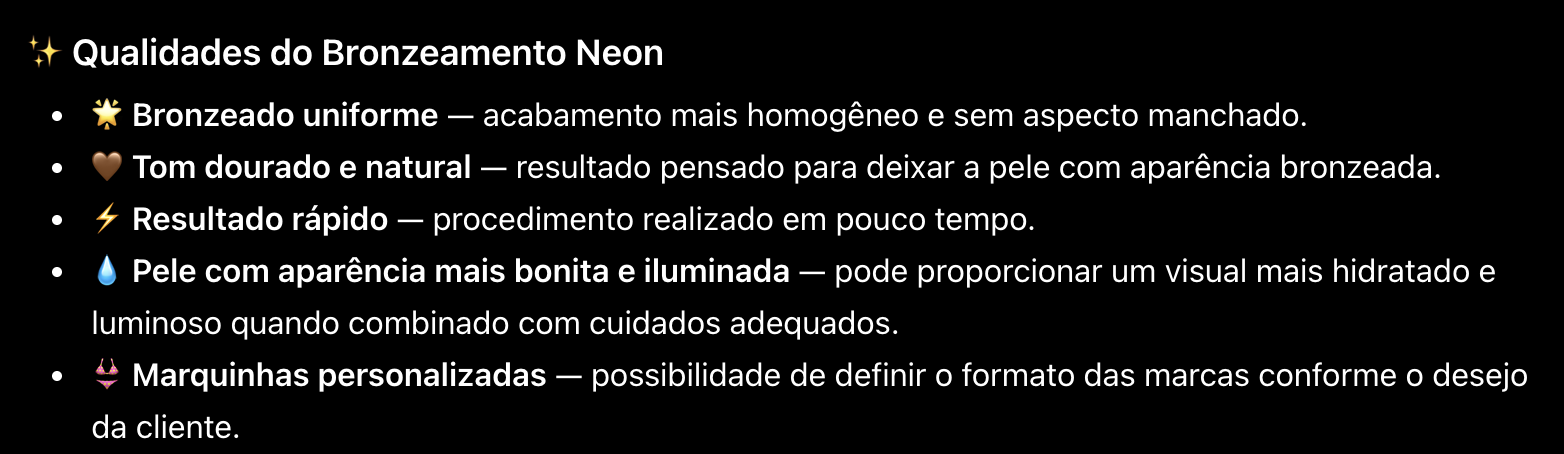 ✨ Qualidades do Bronzeamento Neon
• 🌟 Bronzeado uniforme — acabamento mais homogêneo e sem aspecto manchado.
• 🤎 Tom dourado e natural — resultado pensado para deixar a pele com aparência bronzeada.
• ⚡ Resultado rápido — procedimento realizado em pouco tempo.
• 💧 Pele com aparência mais bonita e iluminada — pode proporcionar um visual mais hidratado e
luminoso quando combinado com cuidados adequados.
• 👙 Marquinhas personalizadas — possibilidade de definir o formato das marcas conforme o desejo
da cliente.